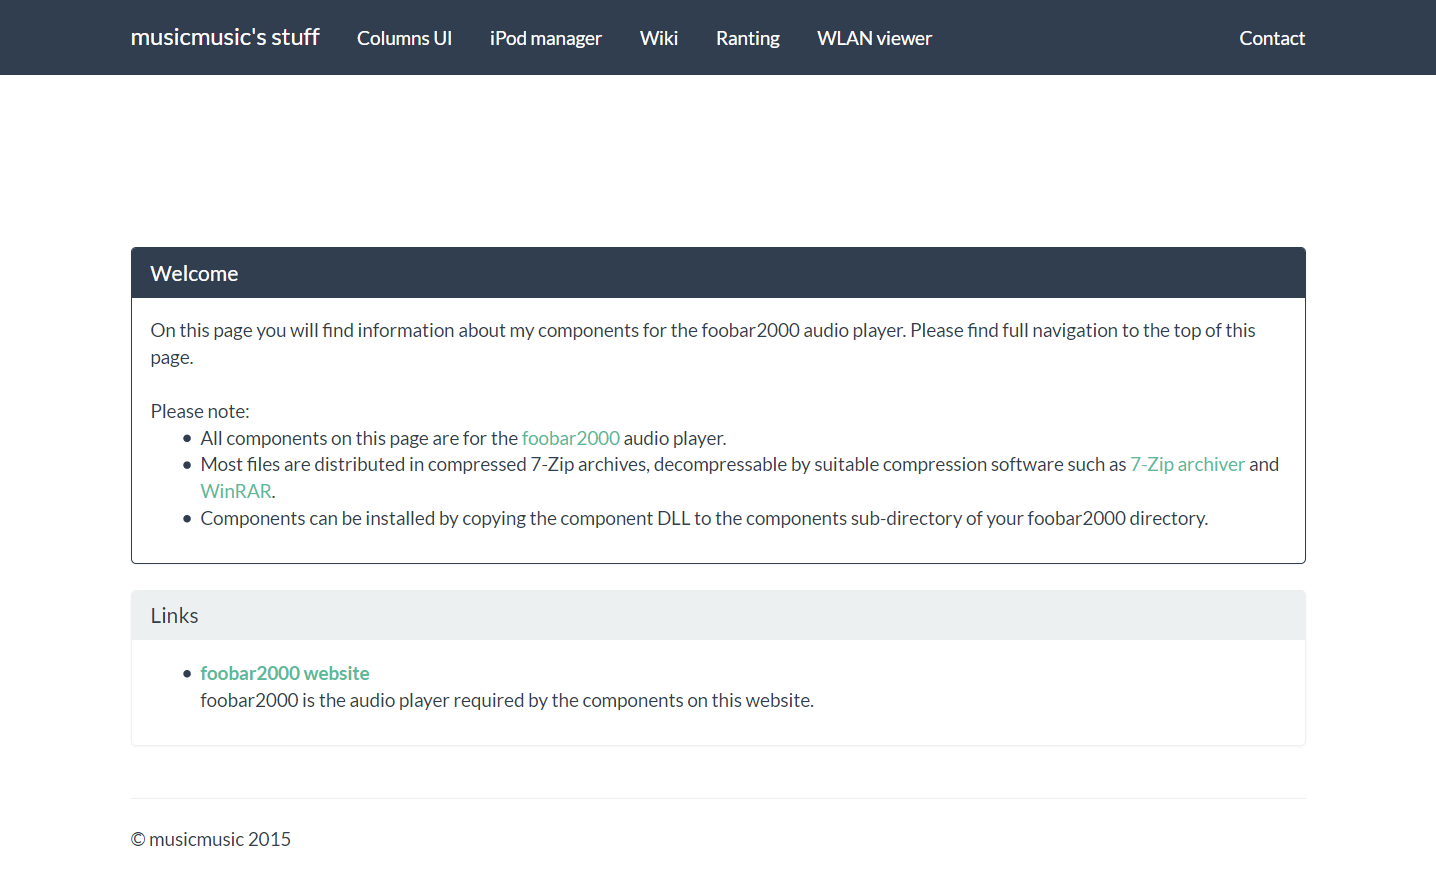 musicmusic's stuff Columns UI iPod manager Wiki Ranting WLAN viewer Contact
Welcome
On this page you will find information about my components for the foobar2000 audio player. Please find full navigation to the top of this
page.
Please note:
• All components on this page are for the foobar2000 audio player.
• Most files are distributed in compressed 7-Zip archives, decompressable by suitable compression software such as 7-Zip archiver and
WinRAR.
• Components can be installed by copying the component DLL to the components sub-directory of your foobar2000 directory.
Links
• foobar2000 website
foobar2000 is the audio player required by the components on this website.
© musicmusic 2015